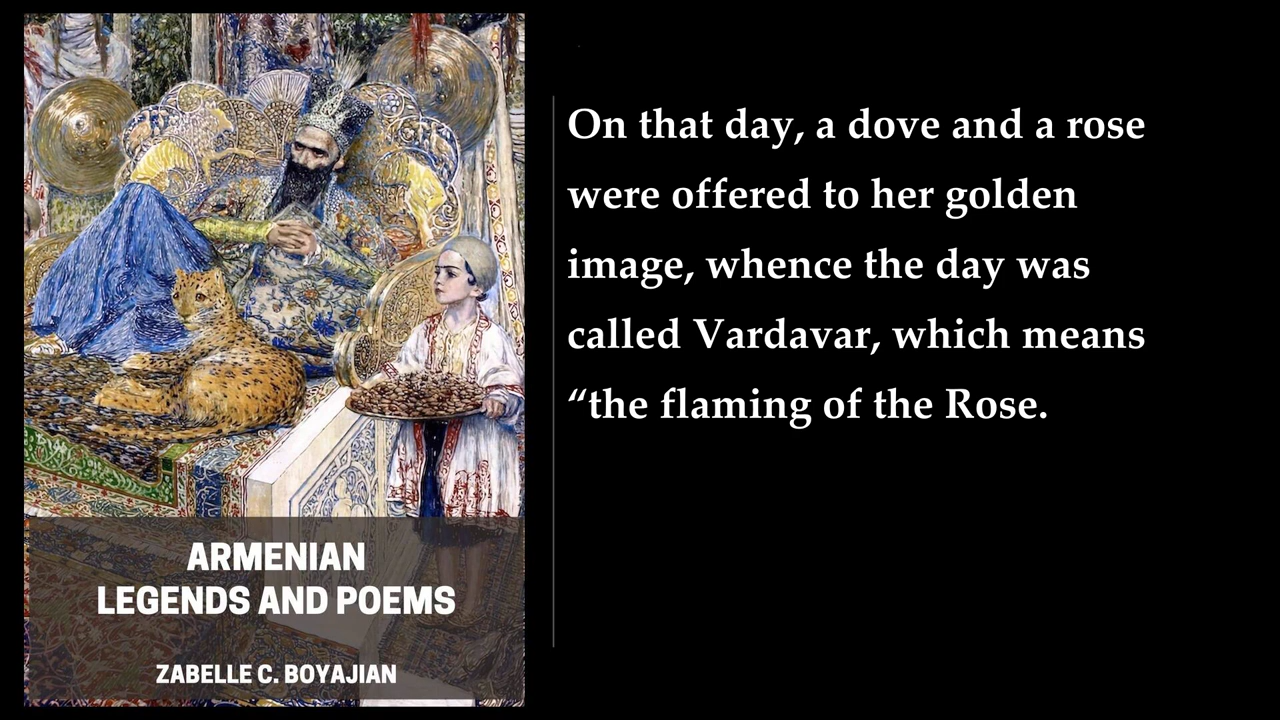 On that day, a dove and a rose
were offered to her golden
image, whence the day was
called Vardavar, which means
“the flaming of the Rose.
ARMENIAN
LEGENDS AND POEMS
ZABELLE C. BOYAJIAN